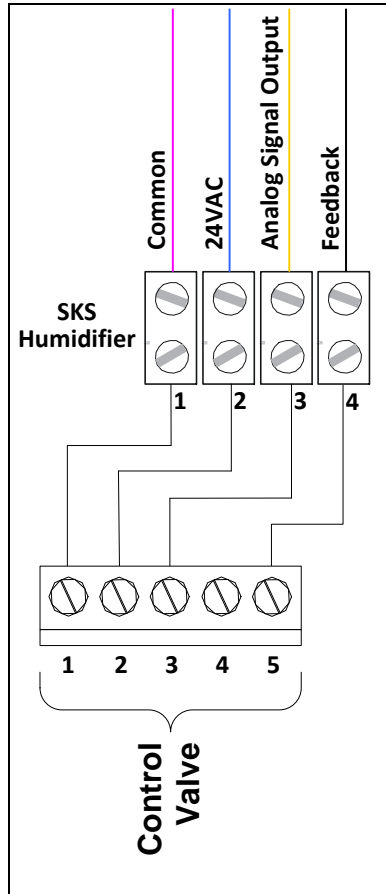 Common
24VAC
Analog Signal Output
Feedback
SKS
Humidifier
1 2 3 4
1 2 3 4 5
Control
Valve